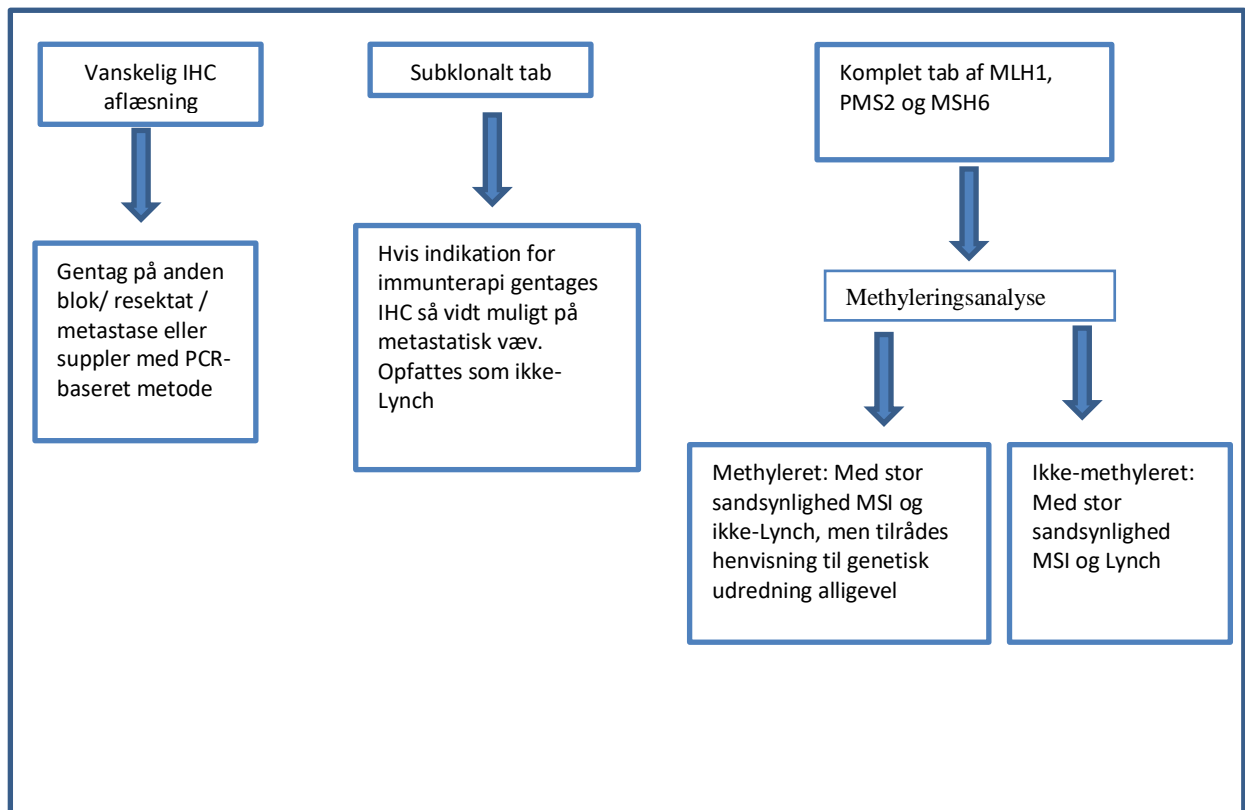 Vanskelig IHC
aflæsning
Gentag på anden
blok/ resektat /
metastase eller
suppler med PCR-
baseret metode
Subklonalt tab
Hvis indikation for
immunterapi gentages
IHC så vidt muligt på
metastatisk væv.
Opfattes som ikke-
Lynch
Komplet tab af MLH1,
PMS2 og MSH6
Methyleringsanalyse
Methyleret: Med stor
sandsynlighed MSI og
ikke-Lynch, men tilrådes
henvisning til genetisk
udredning alligevel
Ikke-methyleret:
Med stor
sandsynlighed
MSI og Lynch